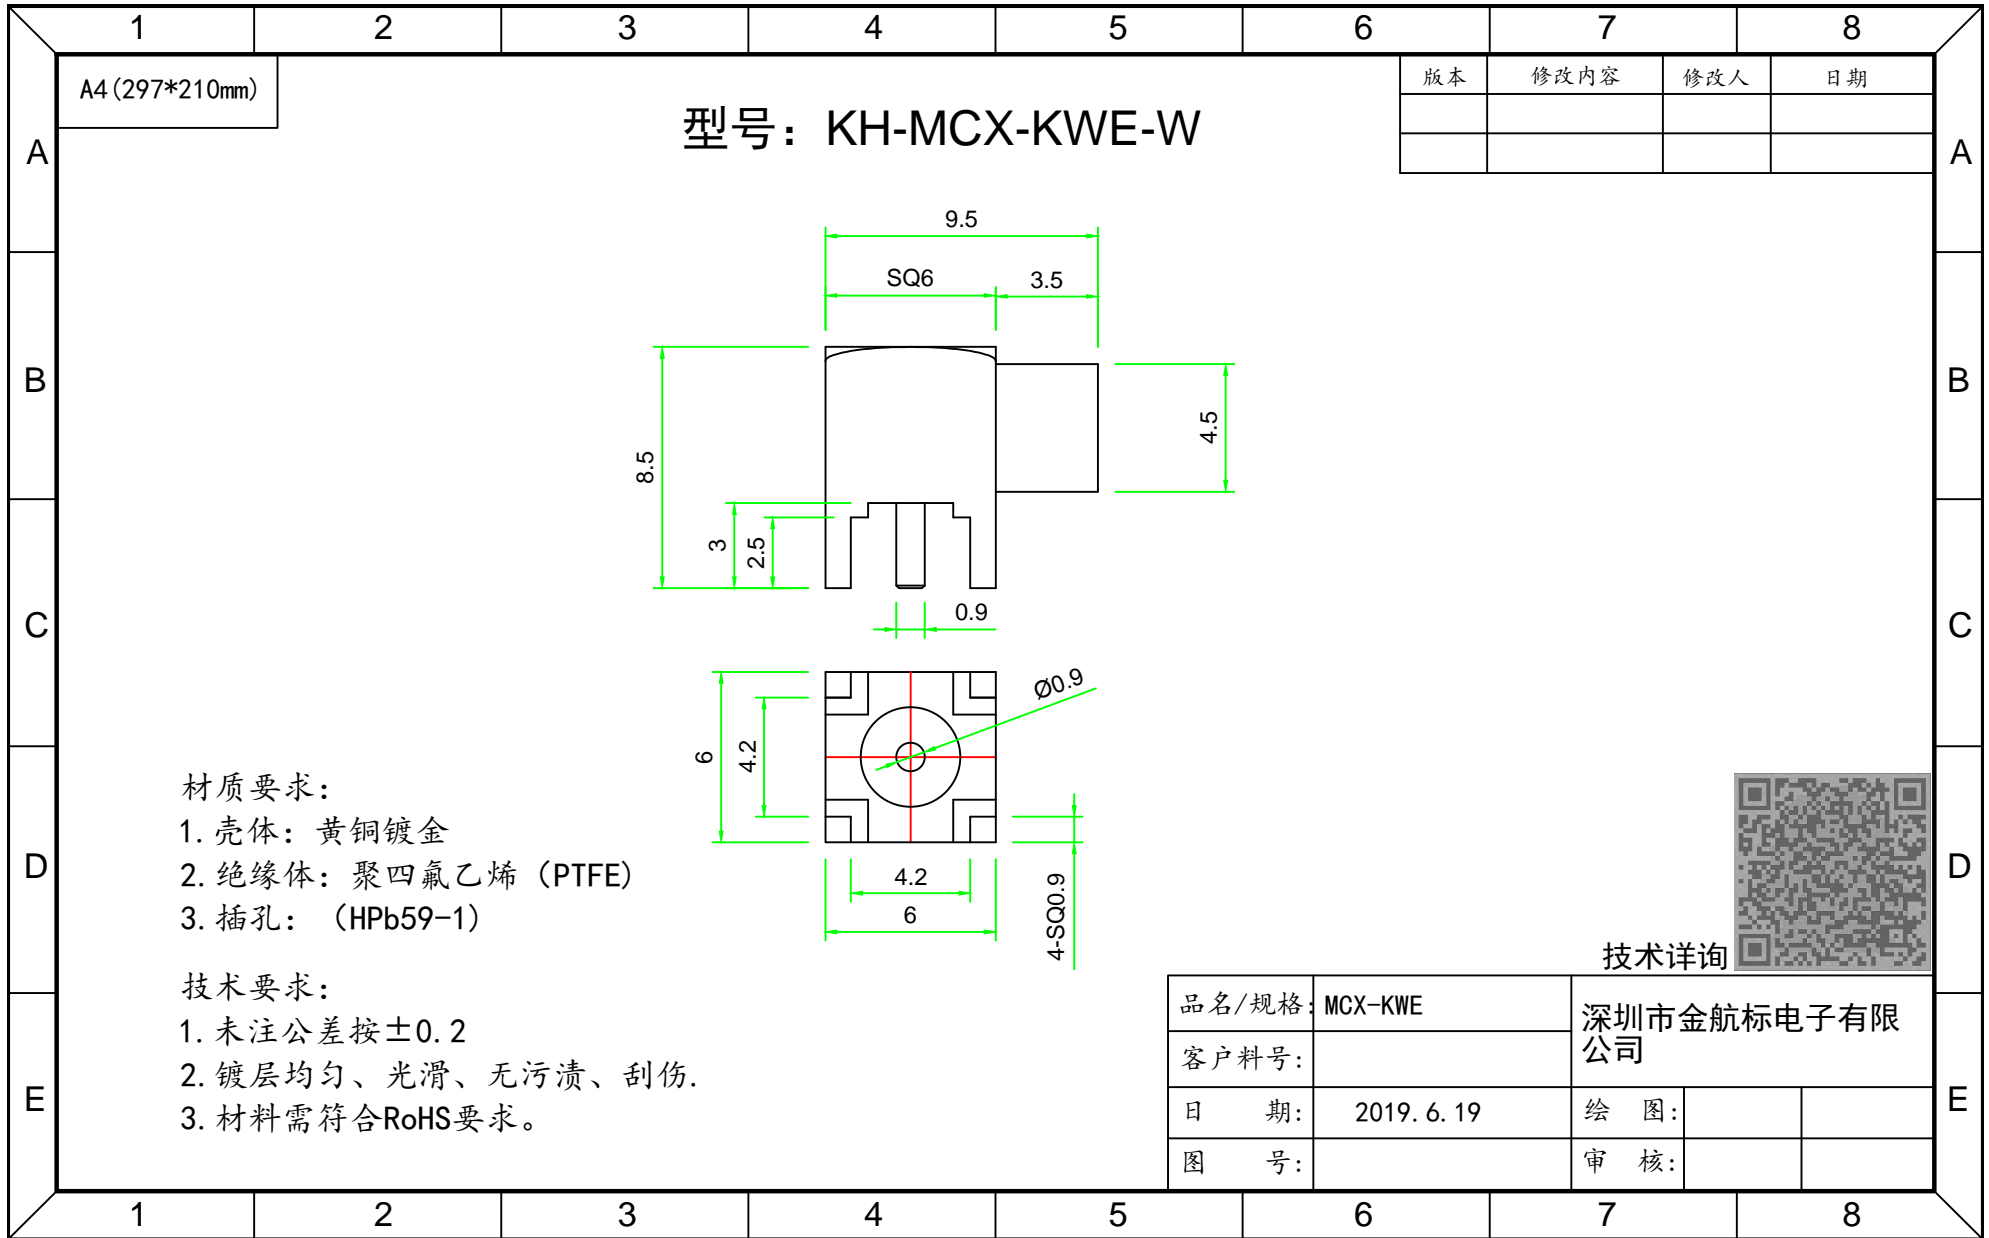 1 2 3 4 5 6 7 8
A4(297*210mm)
型号：KH-MCX-KWE-W
版本 修改内容 修改人 日期
A A
9.5
SQ6 3.5
B B
8.5
4.5
3
2.5
0.9
C C
Ø0.9
6
4.2
4.2
6
4-SQ0.9
D D
材质要求：
1.壳体：黄铜镀金
2.绝缘体：聚四氟乙烯（PTFE）
3.插孔：（HPb59-1）
技术要求：
1.未注公差按±0.2
2.镀层均匀、光滑、无污渍、刮伤.
3.材料需符合RoHS要求。
技术详询
品名/规格: MCX-KWE
深圳市金航标电子有限
公司
客户料号:
日 期: 2019.6.19
绘 图:
图 号:
审 核:
E E
1 2 3 4 5 6 7 8